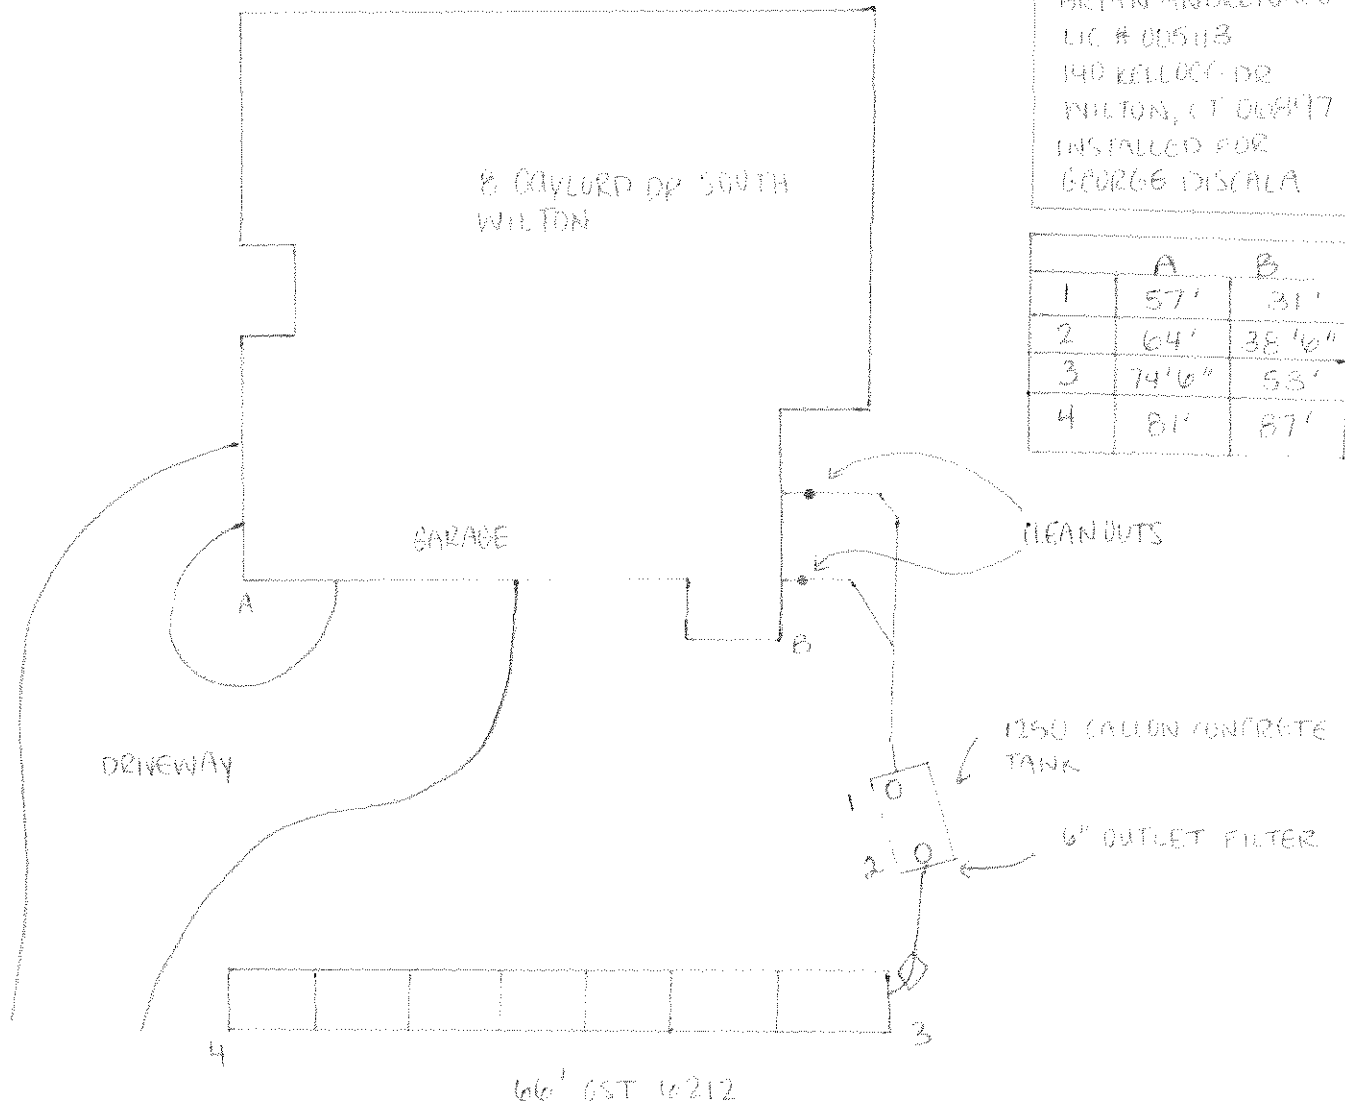 LIC # 005113
140 KELLOGG DR
WILTON, CT 06897
INSTALLED FOR
GEORGE DISCALA
8 GAYLORD DR SOUTH
WILTON
A B
1 57' 31'
2 64' 38'6"
3 74'6" 53'
4 81' 87'
CLEANOUTS
GARAGE
A
B
DRIVEWAY
1250 GALLON CONCRETE
TANK
1
6" OUTLET FILTER
2
4
3
66' GST 6212